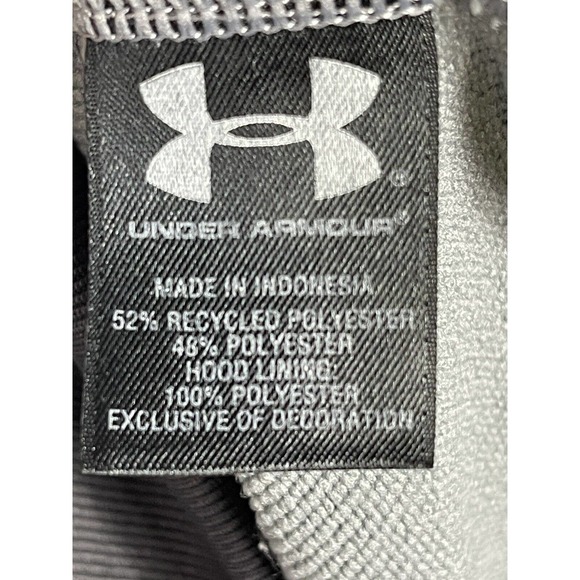 UNDER ARMOUR®
MADE IN INDONESIA
52% RECYCLED POLYESTER
48% POLYESTER
HOOD LINING:
100% POLYESTER
EXCLUSIVE OF DECORATION